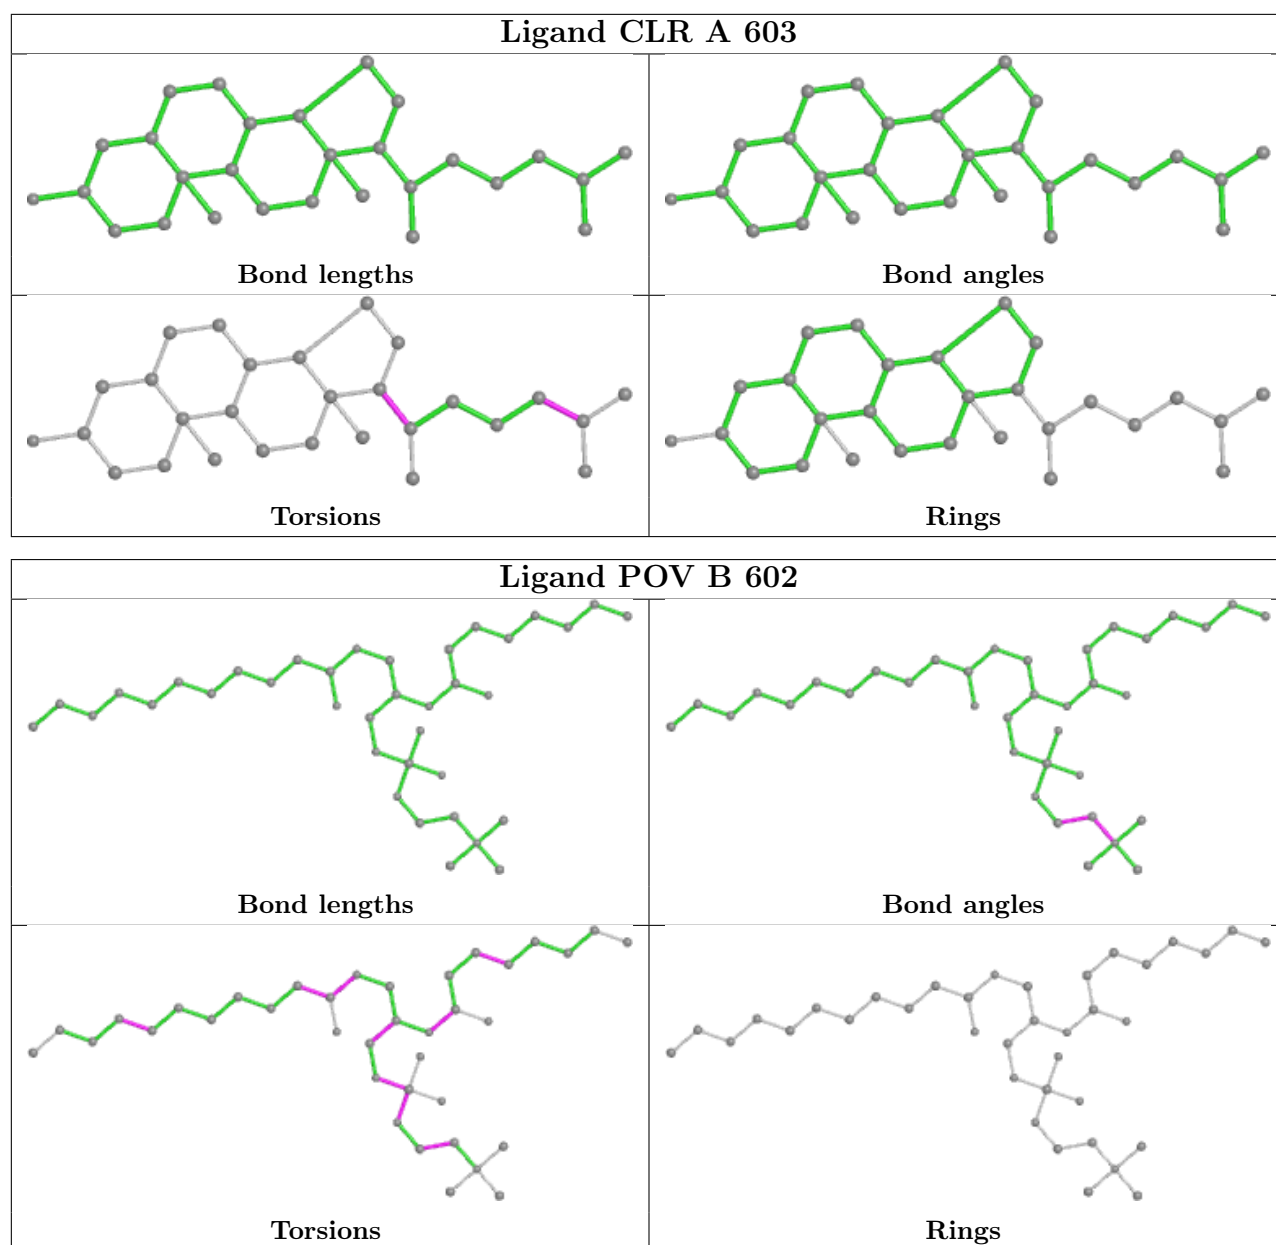 Ligand CLR A 603
Bond lengths
Bond angles
Torsions
Rings
Ligand POV B 602
Bond lengths
Bond angles
Torsions
Rings